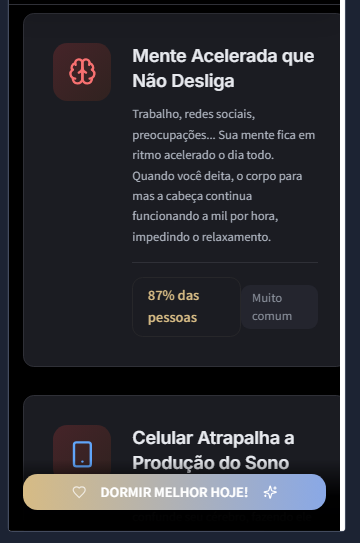 Mente Acelerada que
Não Desliga
Trabalho, redes sociais,
preocupações... Sua mente fica em
ritmo acelerado o dia todo.
Quando você deita, o corpo para
mas a cabeça continua
funcionando a mil por hora,
impedindo o relaxamento.
87% das
pessoas
Muito
comum
Celular Atrapalha a
Produção do Sono
DORMIR MELHOR HOJE!